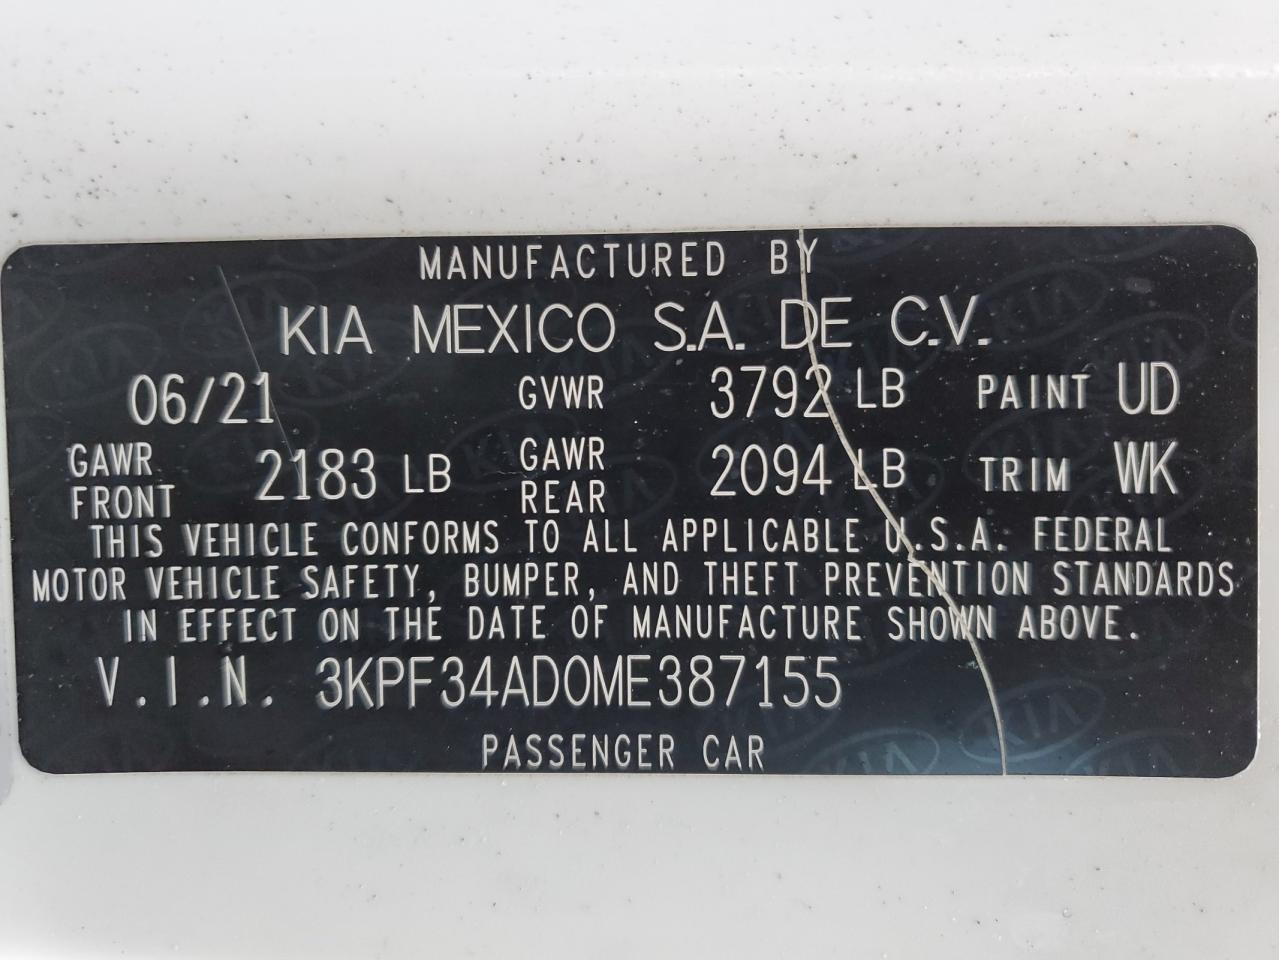 MANUFACTURED BY
KIA MEXICO S.A. DE C.V.
06/21 GVWR 3792 LB PAINT UD
GAWR FRONT 2183 LB GAWR REAR 2094 LB TRIM WK
THIS VEHICLE CONFORMS TO ALL APPLICABLE U.S.A. FEDERAL
MOTOR VEHICLE SAFETY, BUMPER, AND THEFT PREVENTION STANDARDS
IN EFFECT ON THE DATE OF MANUFACTURE SHOWN ABOVE.
V.I.N. 3KPF34AD0ME387155
PASSENGER CAR